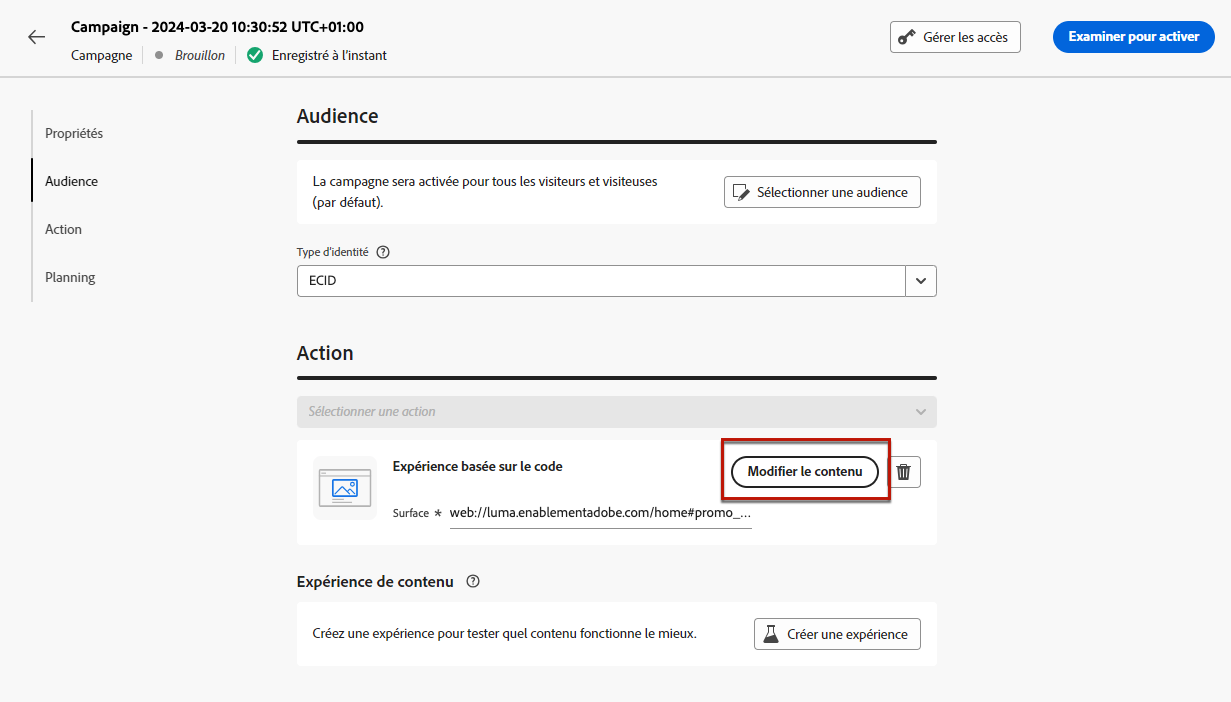 Campaign - 2024-03-20 10:30:52 UTC+01:00
Campagne
Brouillon
Enregistré à l'instant
Gérer les accès
Examiner pour activer
Propriétés
Audience
Action
Planning
Audience
La campagne sera activée pour tous les visiteurs et visiteuses
(par défaut).
Sélectionner une audience
Type d'identité
ECID
Action
Sélectionner une action
Expérience basée sur le code
Modifier le contenu
Surface * web://luma.enablementadobe.com/home#promo_...
Expérience de contenu
Créez une expérience pour tester quel contenu fonctionne le mieux.
Créer une expérience